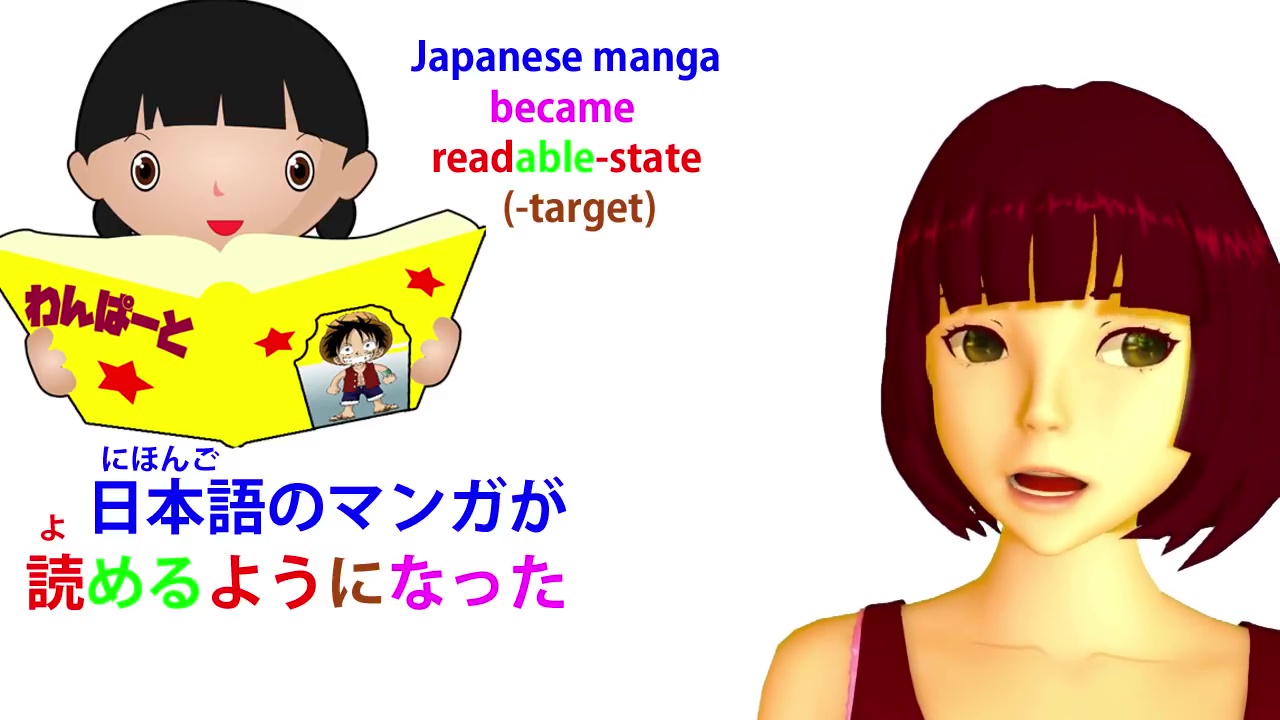 Japanese manga
became
readable-state
(-target)
わんぱーと
にほんご
日本語のマンガが
よ
読めるようになった